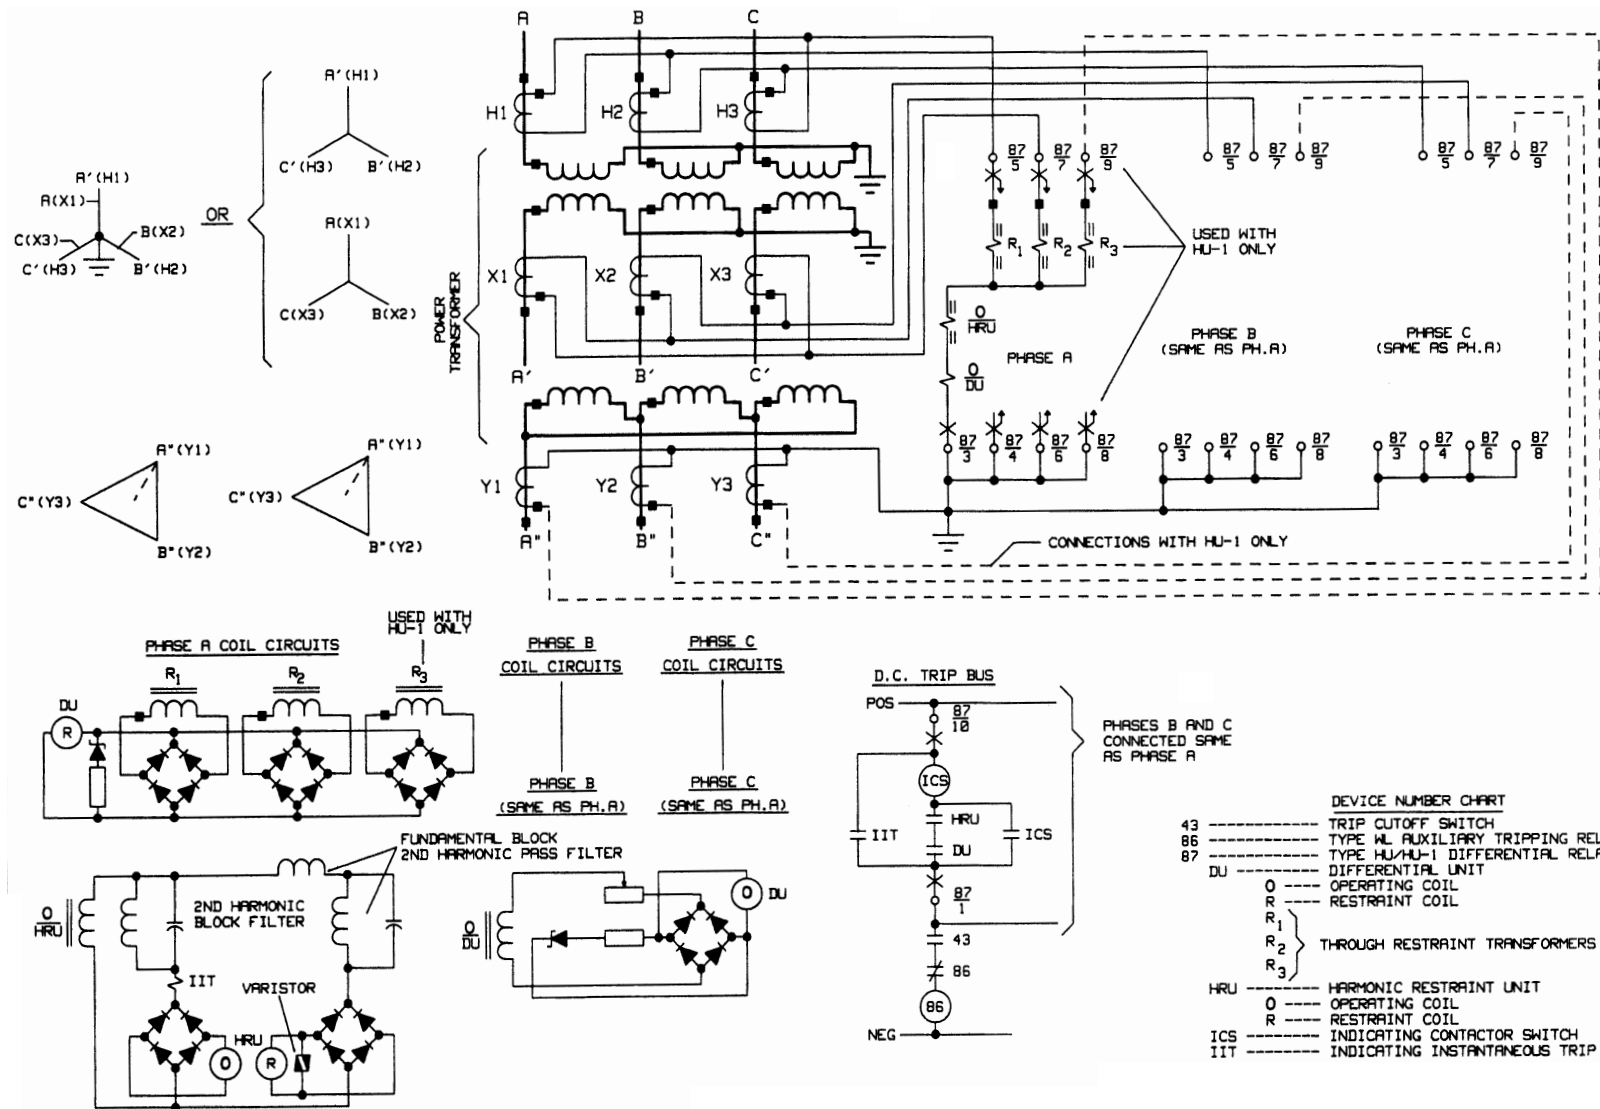 A B C
A'(H1)
H1 H2 H3
C'(H3) B'(H2)
87/5 87/7 87/9 87/5 87/7 87/9 87/5 87/7 87/9
A'(H1)
A(X1)
OR
A(X1)
C(X3) B(X2)
C'(H3) B'(H2)
R1 R2 R3
USED WITH
HU-1 ONLY
X1 X2 X3
C(X3) B(X2)
POWER
TRANSFORMER
O/HRU
PHASE A
PHASE B
(SAME AS PH.A)
PHASE C
(SAME AS PH.A)
O/DU
A' B' C'
87/3 87/4 87/6 87/8 87/3 87/4 87/6 87/8 87/3 87/4 87/6 87/8
A"(Y1) A"(Y1)
C"(Y3) C"(Y3)
B"(Y2) B"(Y2)
Y1 Y2 Y3
A" B" C"
CONNECTIONS WITH HU-1 ONLY
USED WITH
HU-1 ONLY
PHASE A COIL CIRCUITS
R1 R2 R3
DU
R
PHASE B
COIL CIRCUITS
PHASE C
COIL CIRCUITS
PHASE B
(SAME AS PH.A)
PHASE C
(SAME AS PH.A)
D.C. TRIP BUS
POS
87/10
ICS
IIT HRU ICS
DU
87/1
43
86
86
NEG
PHASES B AND C
CONNECTED SAME
AS PHASE A
FUNDAMENTAL BLOCK
2ND HARMONIC PASS FILTER
2ND HARMONIC
BLOCK FILTER
O/HRU
IIT
VARISTOR
HRU
O R
O/DU
O DU
DEVICE NUMBER CHART
43 ------------ TRIP CUTOFF SWITCH
86 ------------ TYPE WL AUXILIARY TRIPPING REL
87 ------------ TYPE HU/HU-1 DIFFERENTIAL RELA
DU ------------ DIFFERENTIAL UNIT
O ---- OPERATING COIL
R ---- RESTRAINT COIL
R1
R2 THROUGH RESTRAINT TRANSFORMERS
R3
HRU -------- HARMONIC RESTRAINT UNIT
O ---- OPERATING COIL
R ---- RESTRAINT COIL
ICS --------- INDICATING CONTACTOR SWITCH
IIT --------- INDICATING INSTANTANEOUS TRIP